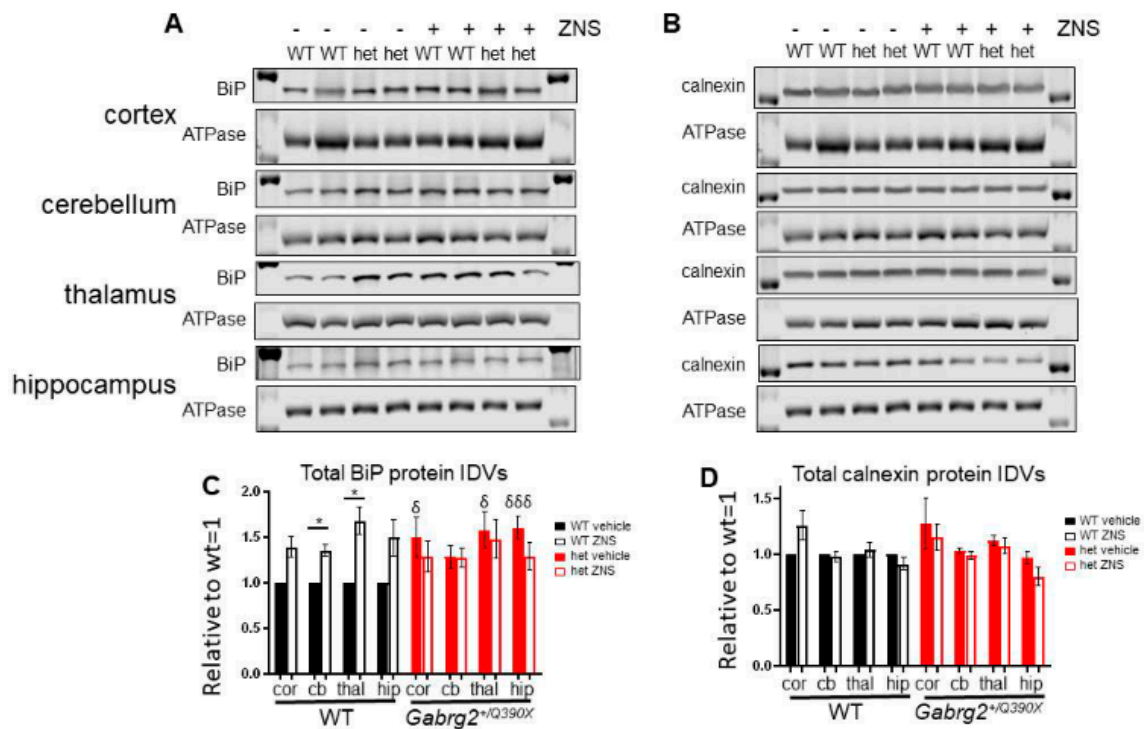 A
- - - - + + + + ZNS
WT WT het het WT WT het het
cortex
BiP
ATPase
cerebellum
BiP
ATPase
thalamus
BiP
ATPase
hippocampus
BiP
ATPase
B
- - - - + + + + ZNS
WT WT het het WT WT het het
calnexin
ATPase
calnexin
ATPase
calnexin
ATPase
calnexin
ATPase
C
Total BiP protein IDVs
Relative to wt=1
2.0
1.5
1.0
0.5
0.0
* * δ δ δδδ
WT vehicle
WT ZNS
het vehicle
het ZNS
cor cb thal hip cor cb thal hip
WT Gabrg2+/Q390X
D
Total calnexin protein IDVs
Relative to wt=1
1.5
1.0
0.5
0.0
WT vehicle
WT ZNS
het vehicle
het ZNS
cor cb thal hip cor cb thal hip
WT Gabrg2+/Q390X